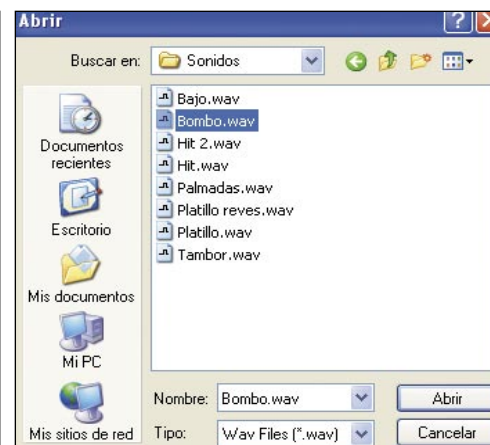 Abrir
Buscar en: Sonidos
Documentos
recientes
Escritorio
Mis documentos
Mi PC
Mis sitios de red
Bajo.wav
Bombo.wav
Hit 2.wav
Hit.wav
Palmadas.wav
Platillo reves.wav
Platillo.wav
Tambor.wav
Nombre: Bombo.wav Abrir
Tipo: Wav Files (*.wav) Cancelar